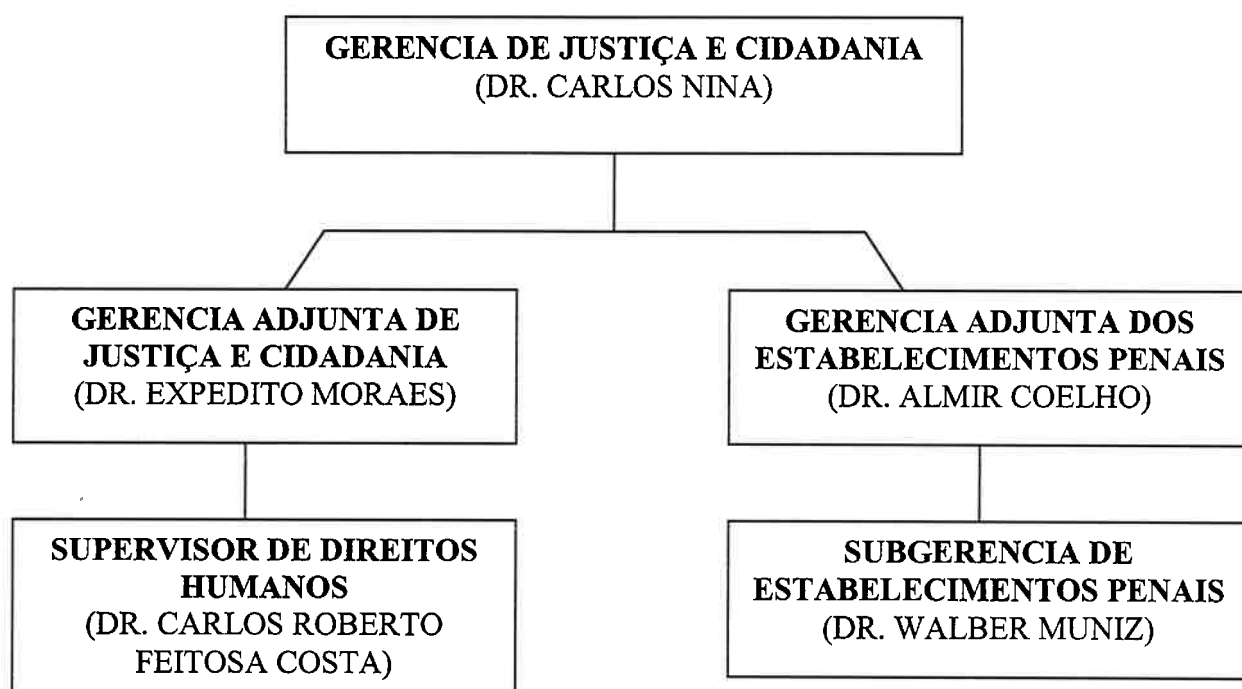 GERENCIA DE JUSTIÇA E CIDADANIA
(DR. CARLOS NINA)
GERENCIA ADJUNTA DE
JUSTIÇA E CIDADANIA
(DR. EXPEDITO MORAES)
GERENCIA ADJUNTA DOS
ESTABELECIMENTOS PENAIS
(DR. ALMIR COELHO)
SUPERVISOR DE DIREITOS
HUMANOS
(DR. CARLOS ROBERTO
FEITOSA COSTA)
SUBGERENCIA DE
ESTABELECIMENTOS PENAIS
(DR. WALBER MUNIZ)